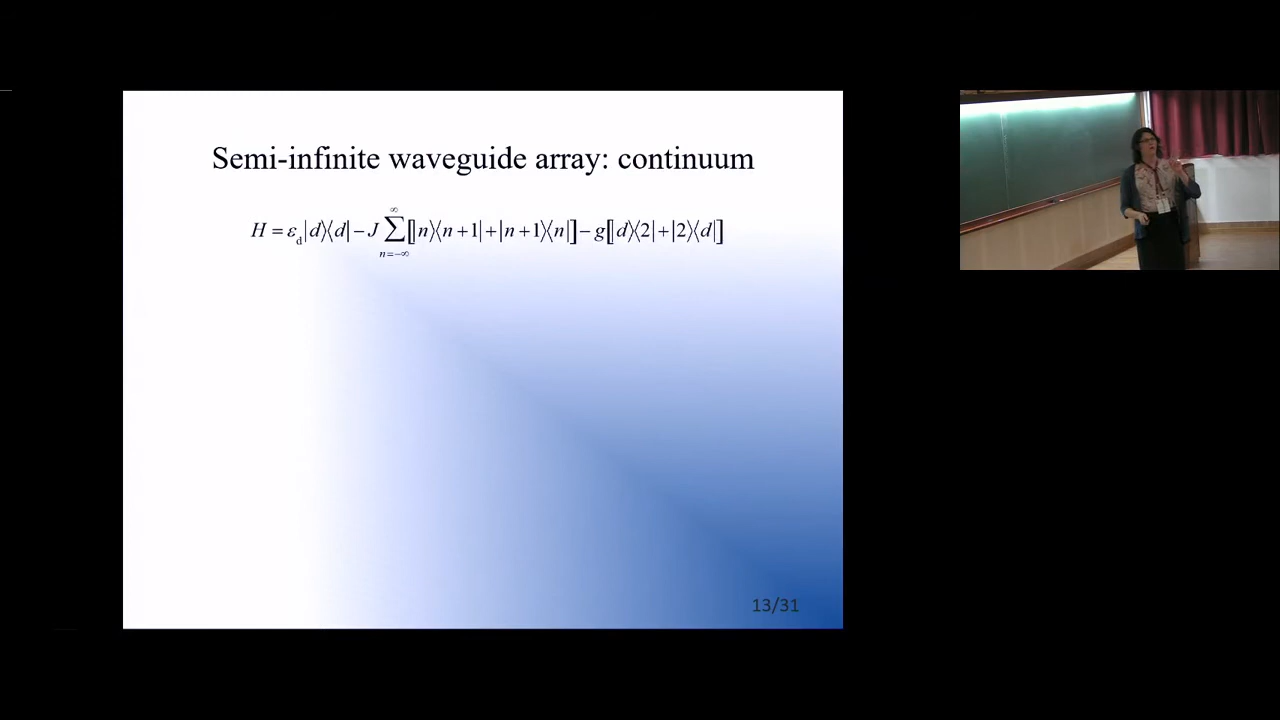 Semi-infinite waveguide array: continuum
H = ε_d|d⟩⟨d| − J ∑_{n=−∞}^{∞} [|n⟩⟨n+1| + |n+1⟩⟨n|] − g[|d⟩⟨2| + |2⟩⟨d|]
13/31